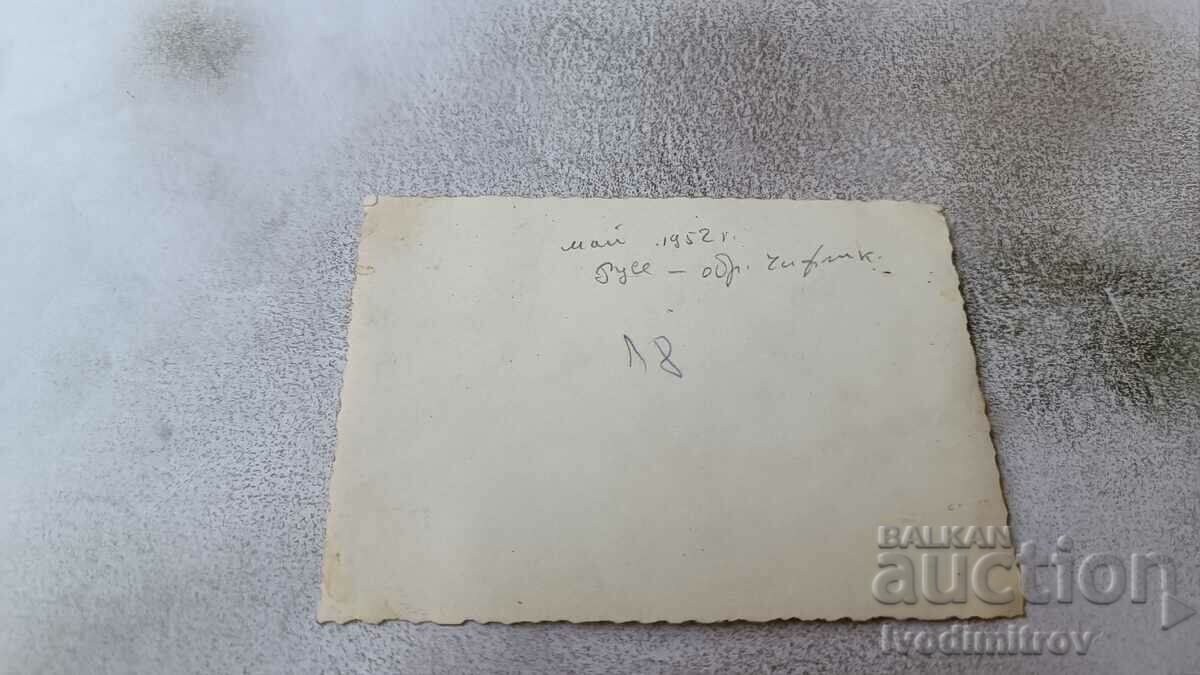 май 1952 г.
Русе — обр. чифлик.
18
BALKAN
auction
ivodimitrov